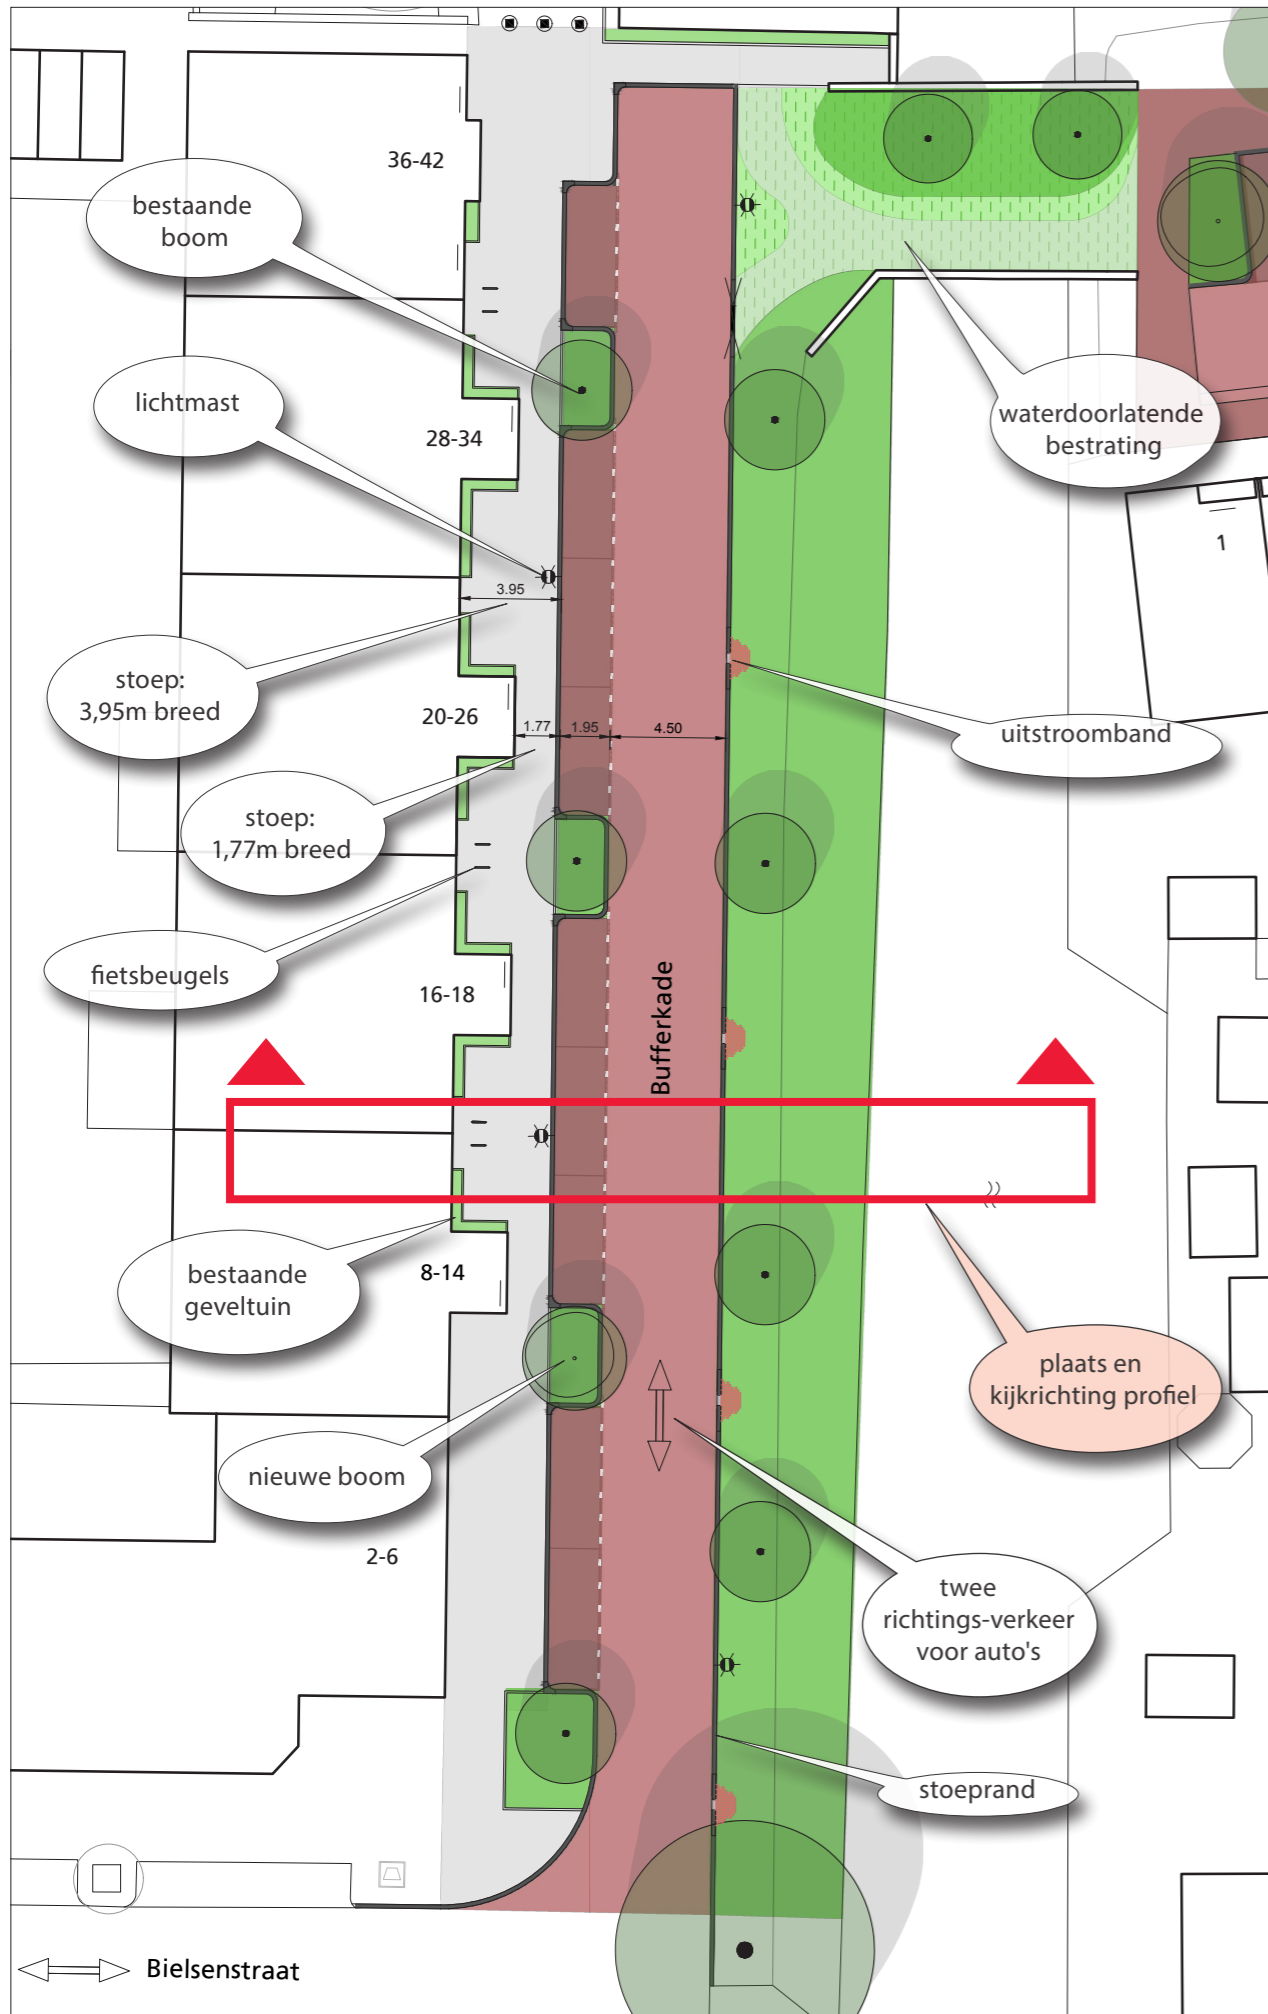 36-42
bestaande
boom
lichtmast
28-34
waterdoorlatende
bestrating
1
3.95
stoep:
3,95m breed
20-26
1.77
1.95
4.50
uitstroomband
stoep:
1,77m breed
fietsbeugels
16-18
Bufferkade
bestaande
geveltuin
8-14
plaats en
kijkrichting profiel
nieuwe boom
2-6
twee
richtings-verkeer
voor auto's
stoeprand
Bielsenstraat